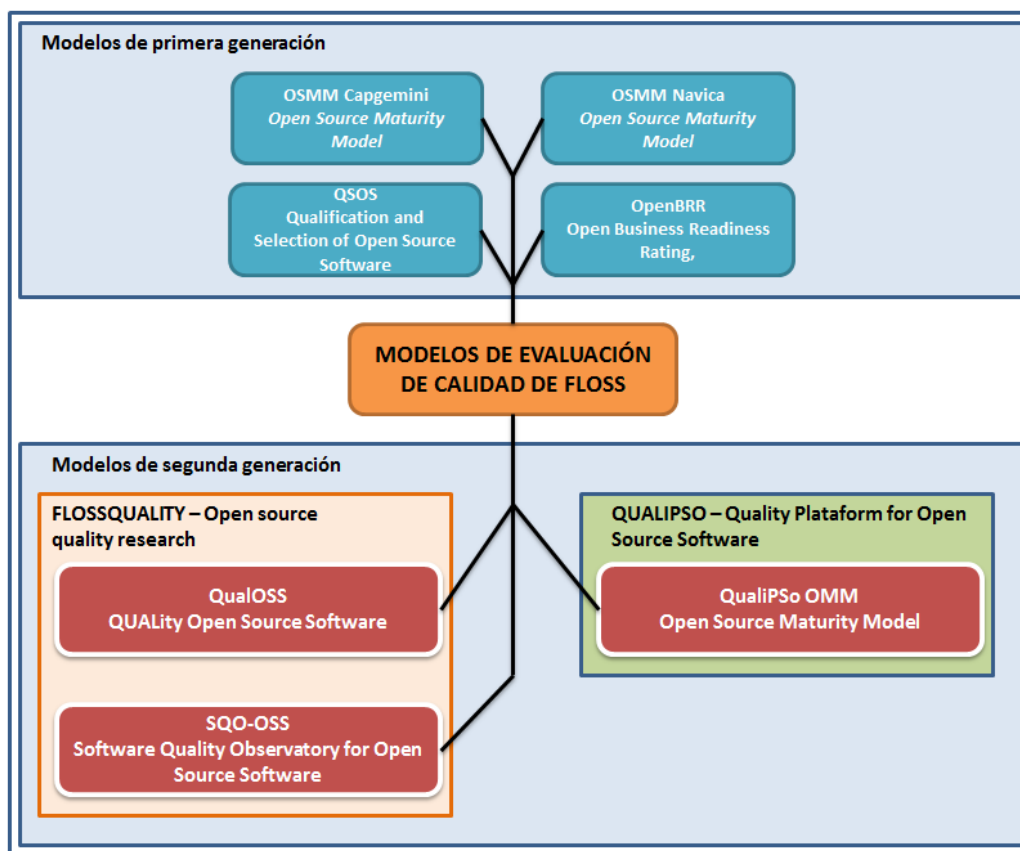 Modelos de primera generación
OSMM Capgemini
Open Source Maturity
Model
OSMM Navica
Open Source Maturity
Model
QSOS
Qualification and
Selection of Open Source
Software
OpenBRR
Open Business Readiness
Rating,
MODELOS DE EVALUACIÓN
DE CALIDAD DE FLOSS
Modelos de segunda generación
FLOSSQUALITY – Open source
quality research
QualOSS
QUALity Open Source Software
SQO-OSS
Software Quality Observatory for Open
Source Software
QUALIPSO – Quality Plataform for Open
Source Software
QualiPSo OMM
Open Source Maturity Model